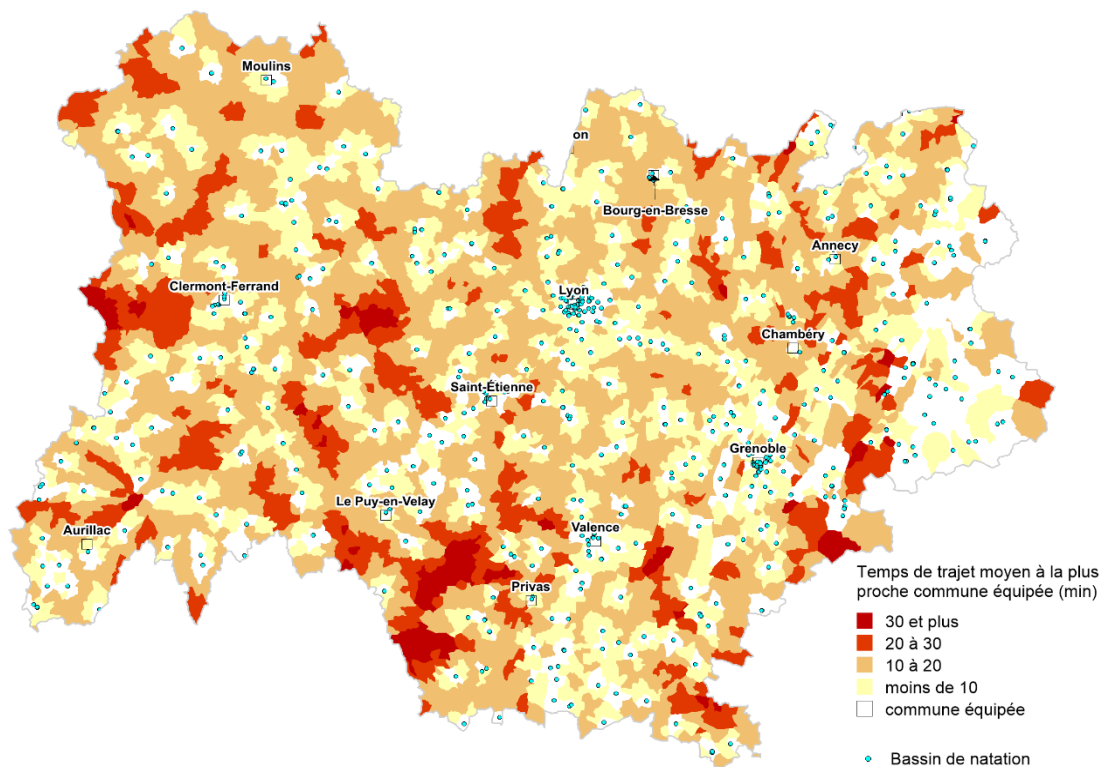 Moulins
on
Bourg-en-Bresse
Annecy
Clermont-Ferrand
Lyon
Chambéry
Saint-Étienne
Grenoble
Le Puy-en-Velay
Aurillac
Valence
Privas
Temps de trajet moyen à la plus
proche commune équipée (min)
30 et plus
20 à 30
10 à 20
moins de 10
commune équipée
Bassin de natation